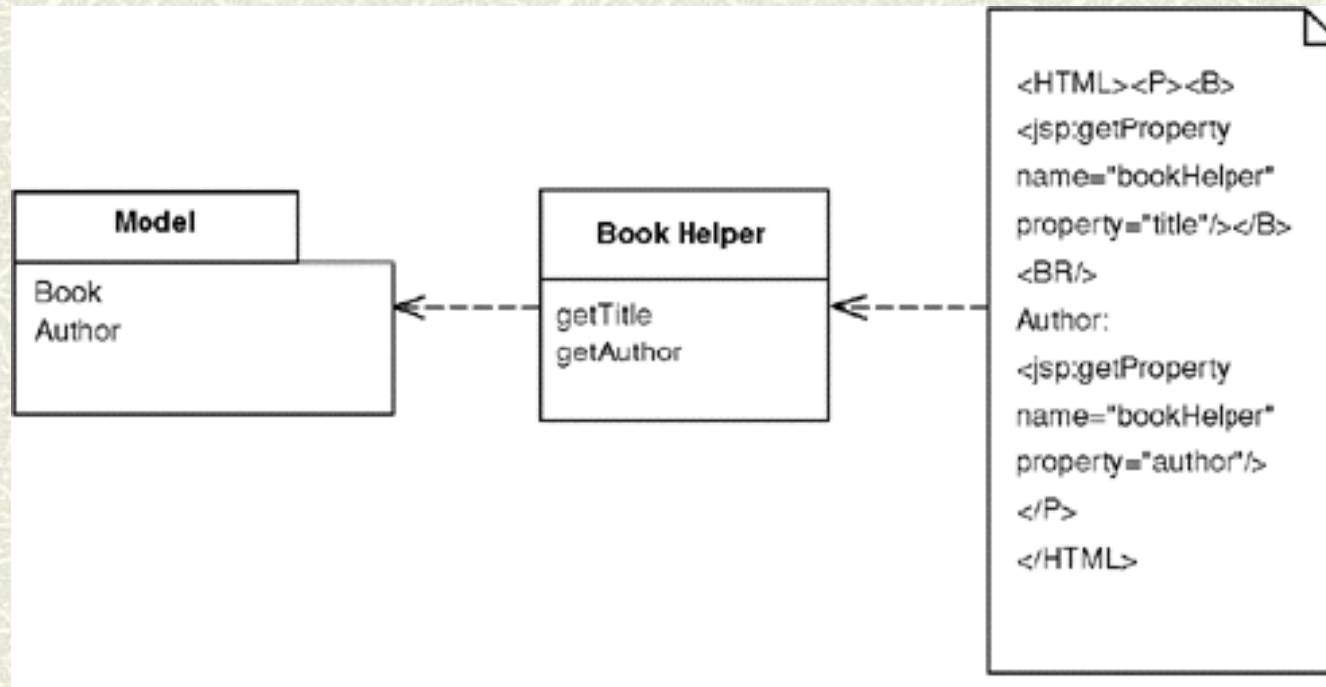 Model
Book
Author
Book Helper
getTitle
getAuthor
<HTML><P><B>
<jsp:getProperty
name="bookHelper"
property="title"/></B>
<BR/>
Author:
<jsp:getProperty
name="bookHelper"
property="author"/>
</P>
</HTML>